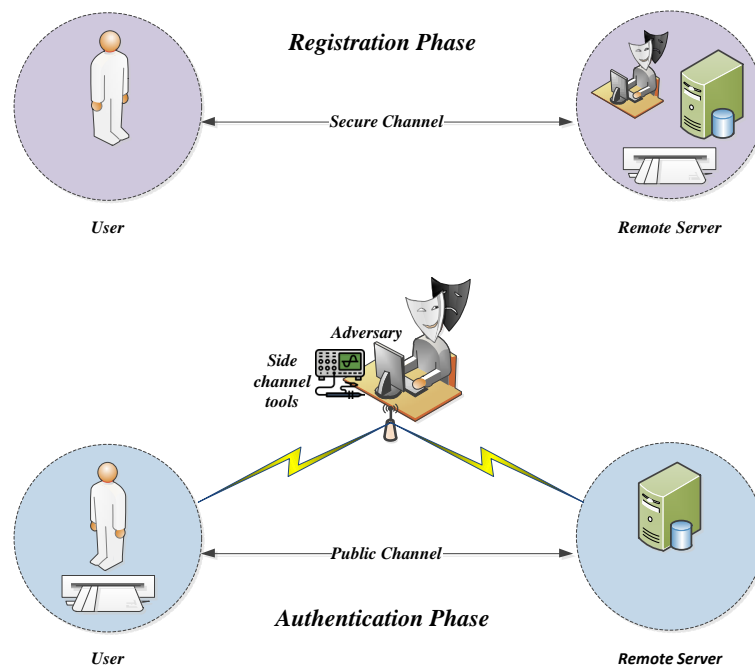 Registration Phase
Secure Channel
User
Remote Server
Adversary
Side
channel
tools
Public Channel
Authentication Phase
User
Remote Server